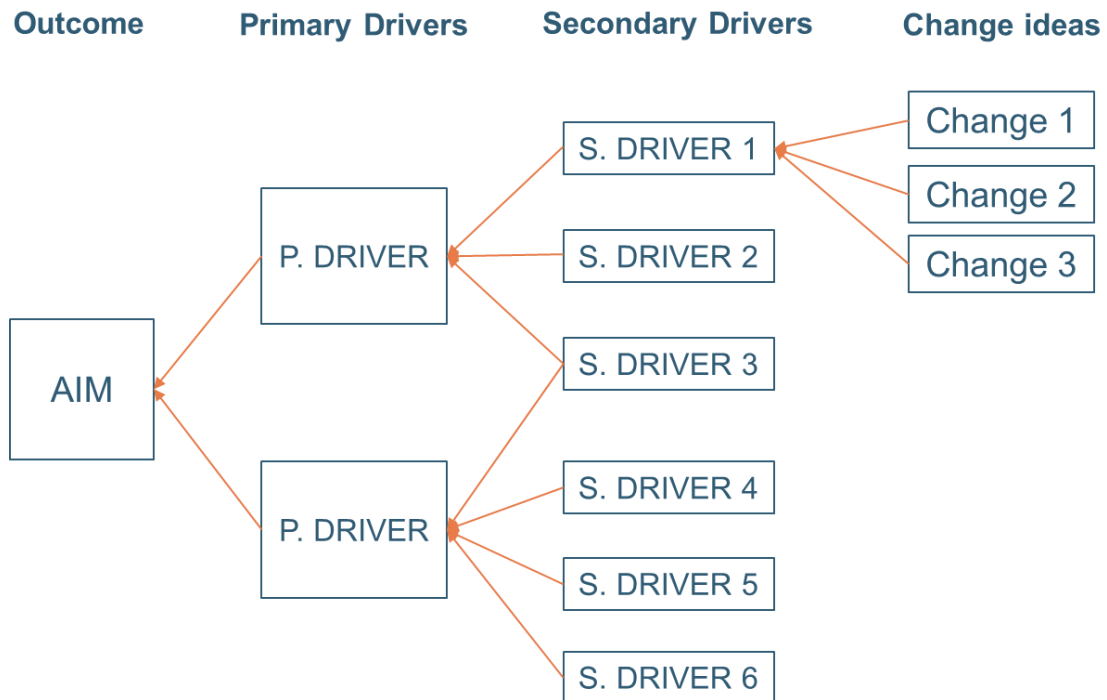 Outcome
Primary Drivers
Secondary Drivers
Change ideas
AIM
P. DRIVER
P. DRIVER
S. DRIVER 1
S. DRIVER 2
S. DRIVER 3
S. DRIVER 4
S. DRIVER 5
S. DRIVER 6
Change 1
Change 2
Change 3